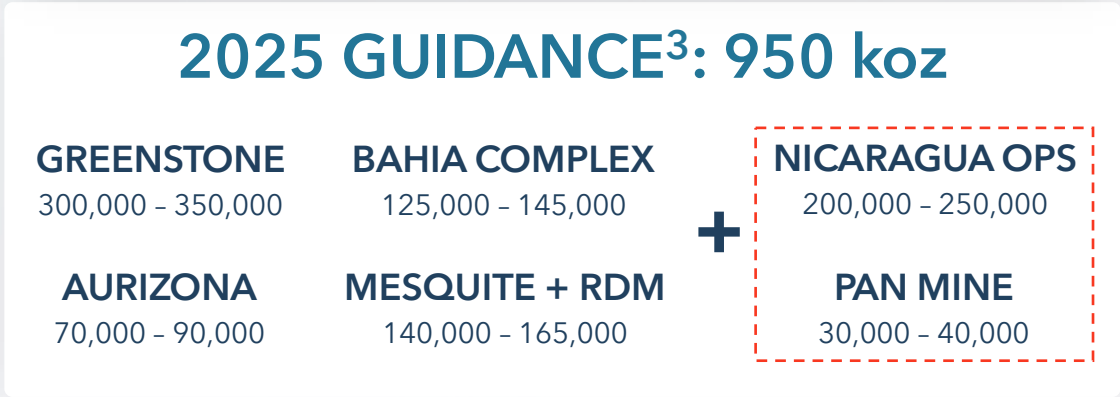 2025 GUIDANCE³: 950 koz
GREENSTONE
300,000 – 350,000
BAHIA COMPLEX
125,000 – 145,000
AURIZONA
70,000 – 90,000
MESQUITE + RDM
140,000 – 165,000
+
NICARAGUA OPS
200,000 – 250,000
PAN MINE
30,000 – 40,000